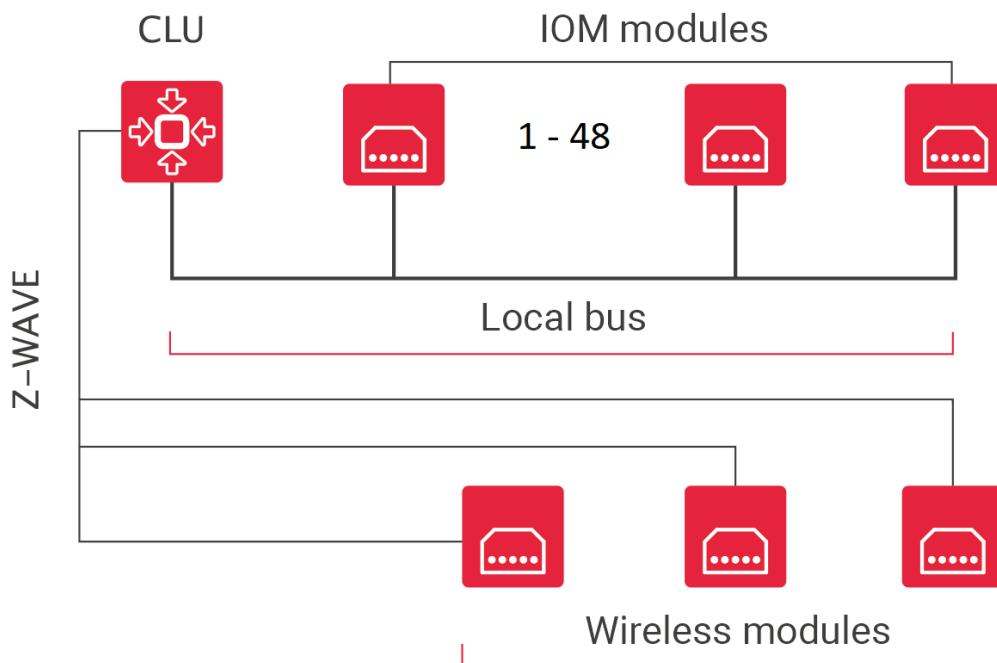 CLU
IOM modules
1 - 48
Local bus
Z-WAVE
Wireless modules